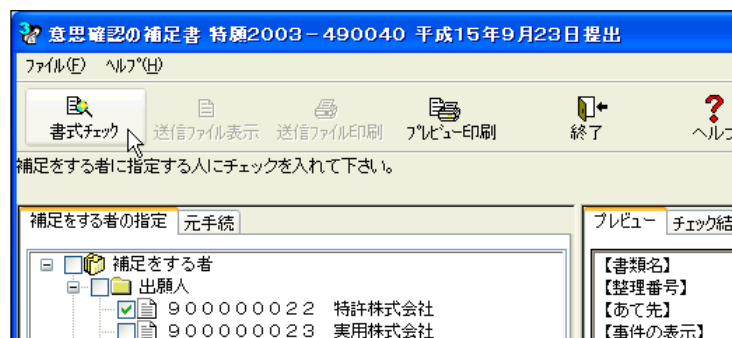 意思確認の補足書 特願2003－490040 平成15年9月23日提出
ﾌｧｲﾙ(F) ﾍﾙﾌﾟ(H)
書式ﾁｪｯｸ 送信ﾌｧｲﾙ表示 送信ﾌｧｲﾙ印刷 ﾌﾟﾚﾋﾞｭｰ印刷 終了 ヘルプ
補足をする者に指定する人にチェックを入れて下さい。
補足をする者の指定 元手続 プレビュー チェック結
補足をする者 【書類名】
出願人 【整理番号】
９０００００００２２ 特許株式会社 【あて先】
９０００００００２３ 実用株式会社 【事件の表示】